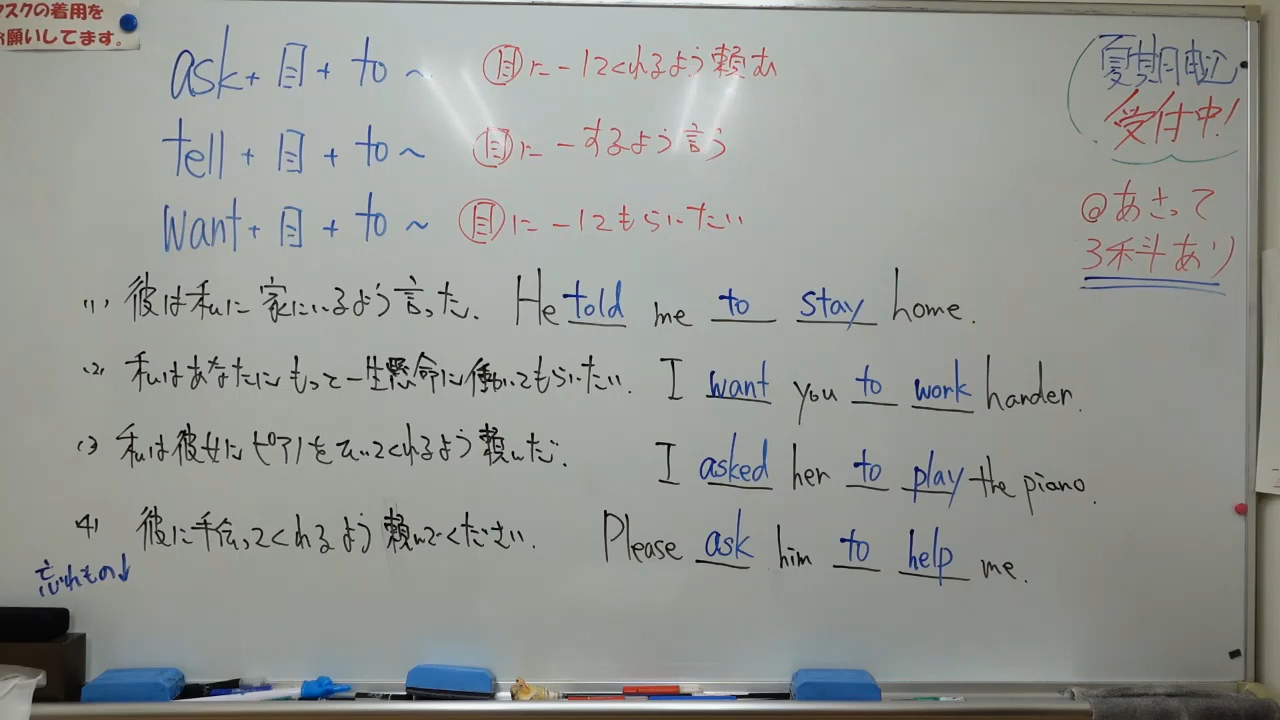 マスクの着用を
お願いしてます。
ask + 目 + to ~ 目に～してくれるよう頼む
tell + 目 + to ~ 目に～するよう言う
want + 目 + to ~ 目に～してもらいたい
(1) 彼は私に家にいるよう言った. He told me to stay home.
(2) 私はあなたにもって一生懸命に働いてもらいたい. I want you to work harder.
(3) 私は彼女にピアノをひいてくれるよう頼んだ. I asked her to play the piano.
(4) 彼に手伝ってくれるよう頼んでください. Please ask him to help me.
忘れもの↓
夏期申込
受付中!
@あさって
3科あり